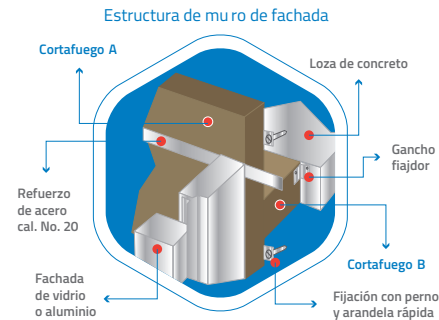 Estructura de mu ro de fachada
Cortafuego A
Loza de concreto
Gancho
fiajdor
Refuerzo
de acero
cal. No. 20
Cortafuego B
Fachada
de vidrio
o aluminio
Fijación con perno
y arandela rápida